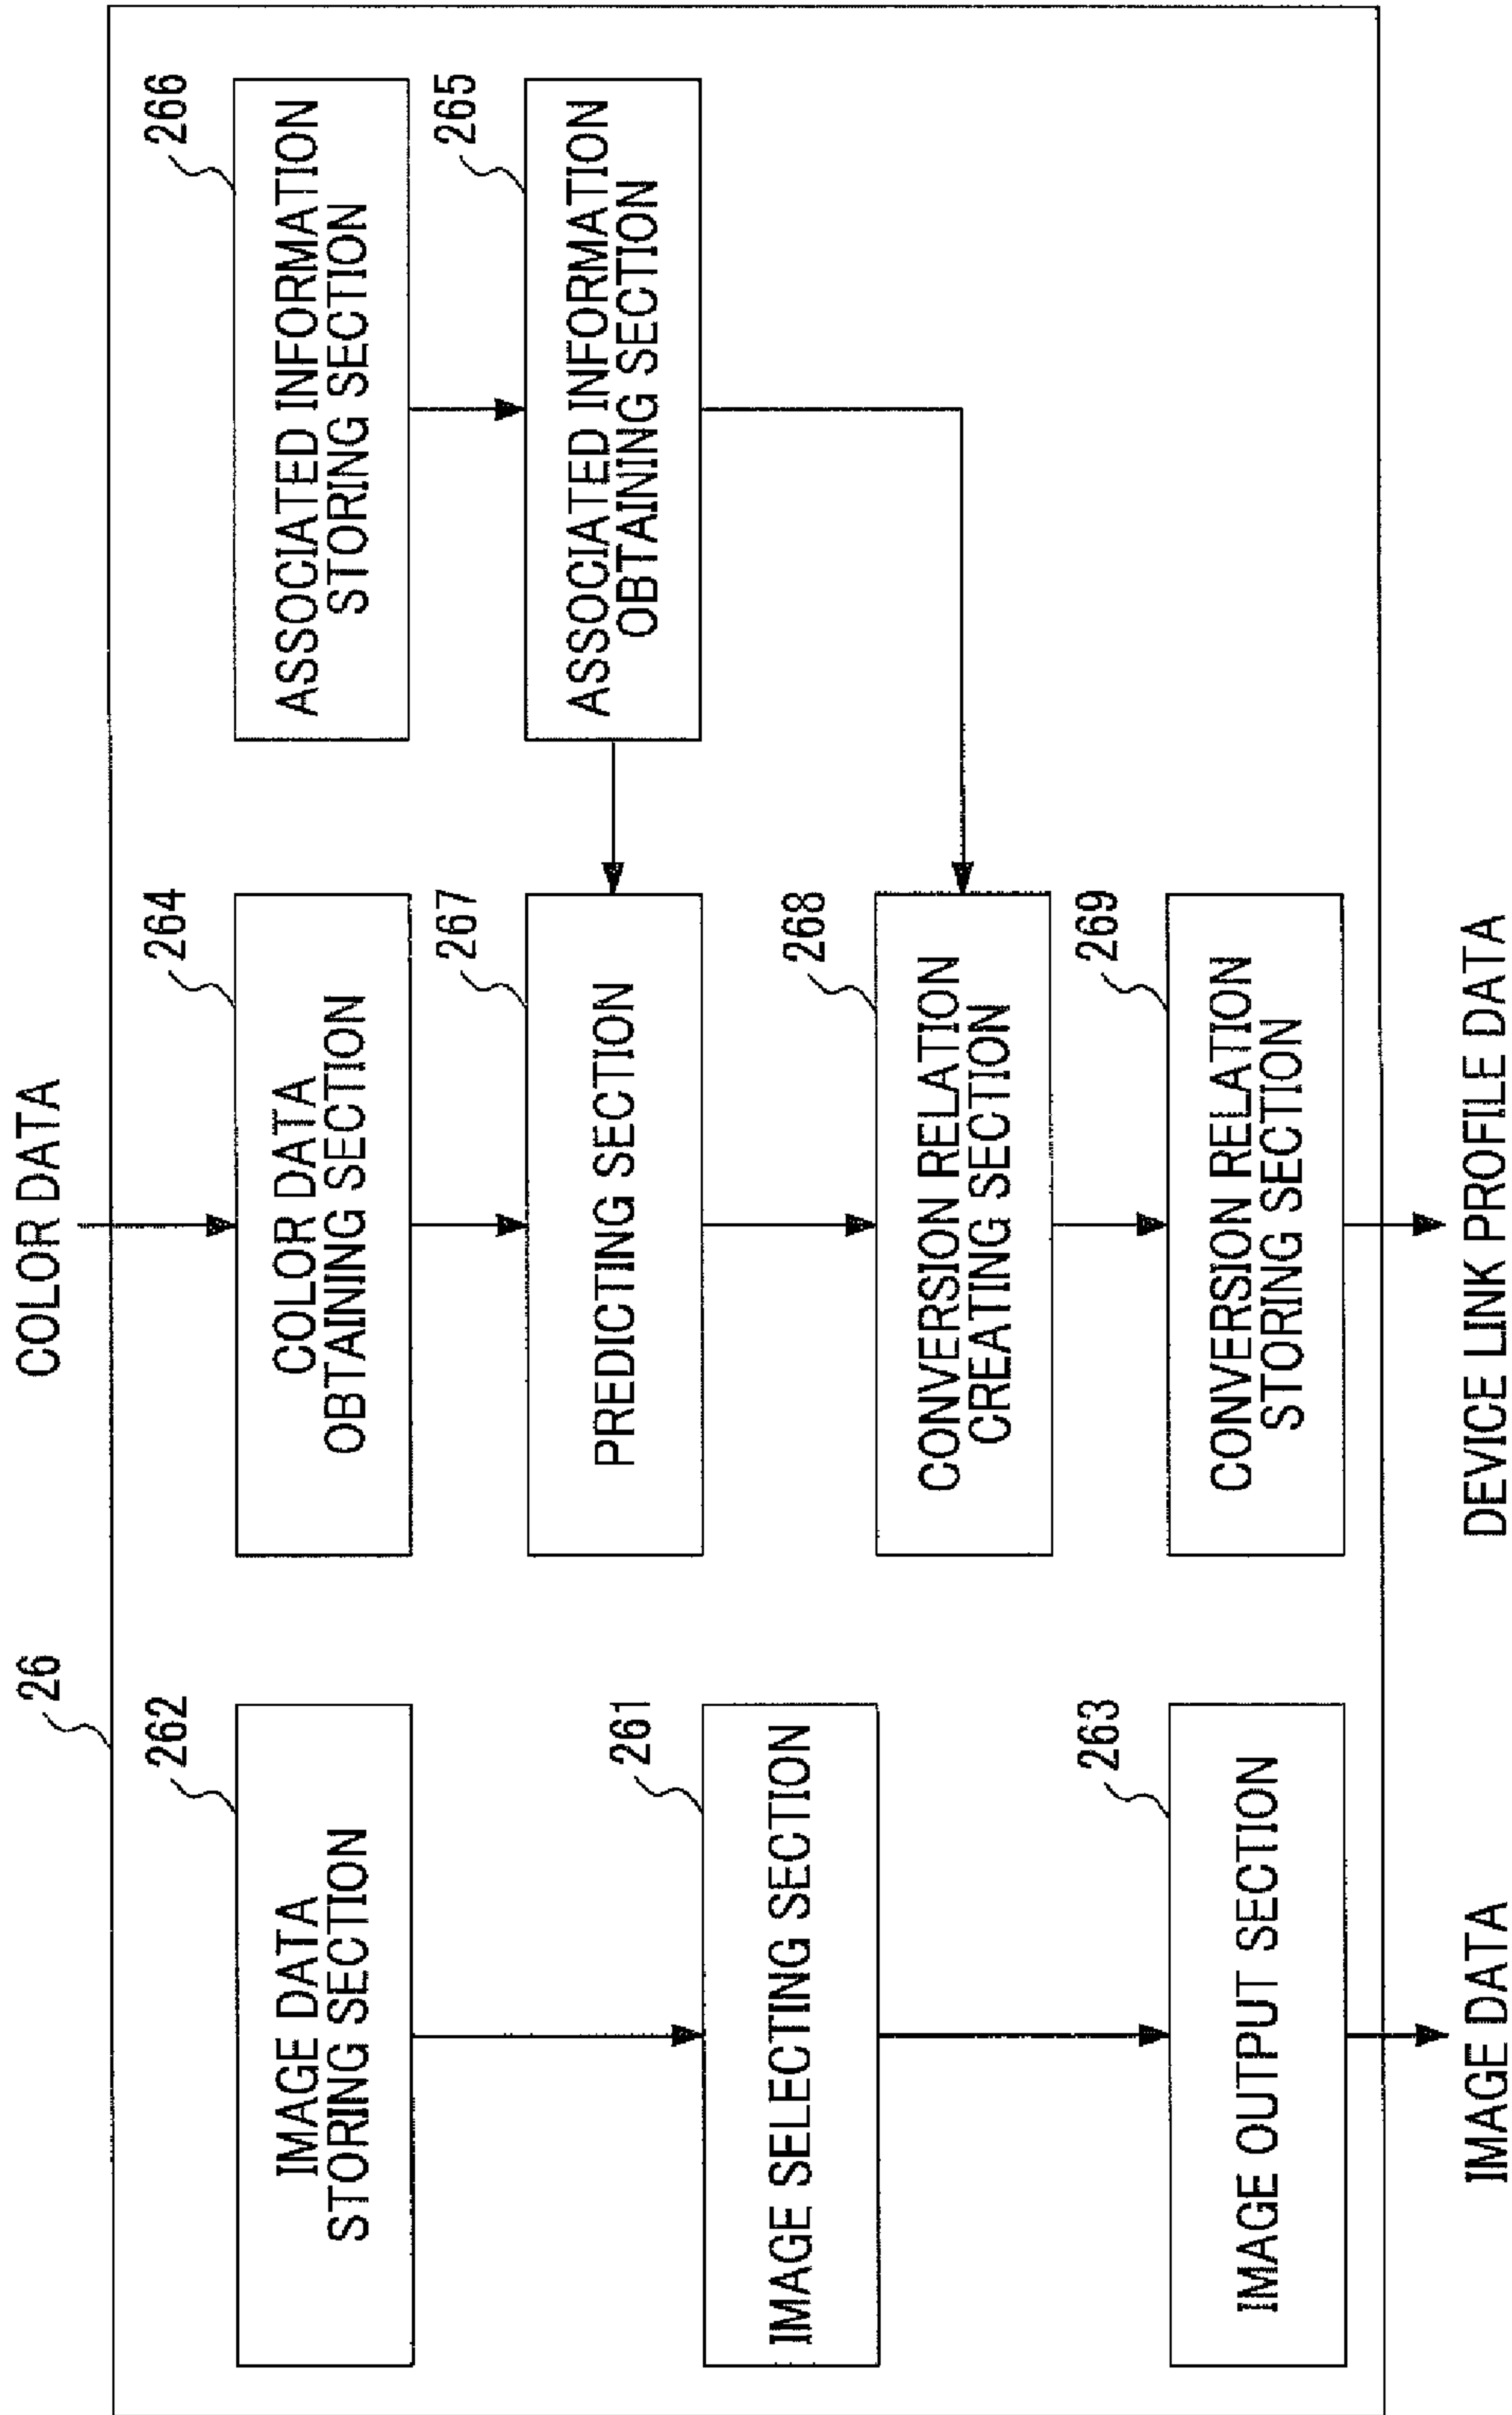 COLOR DATA
26
262
IMAGE DATA
STORING SECTION
261
IMAGE SELECTING SECTION
263
IMAGE OUTPUT SECTION
IMAGE DATA
264
COLOR DATA
OBTAINING SECTION
267
PREDICTING SECTION
268
CONVERSION RELATION
CREATING SECTION
269
CONVERSION RELATION
STORING SECTION
DEVICE LINK PROFILE DATA
266
ASSOCIATED INFORMATION
STORING SECTION
265
ASSOCIATED INFORMATION
OBTAINING SECTION